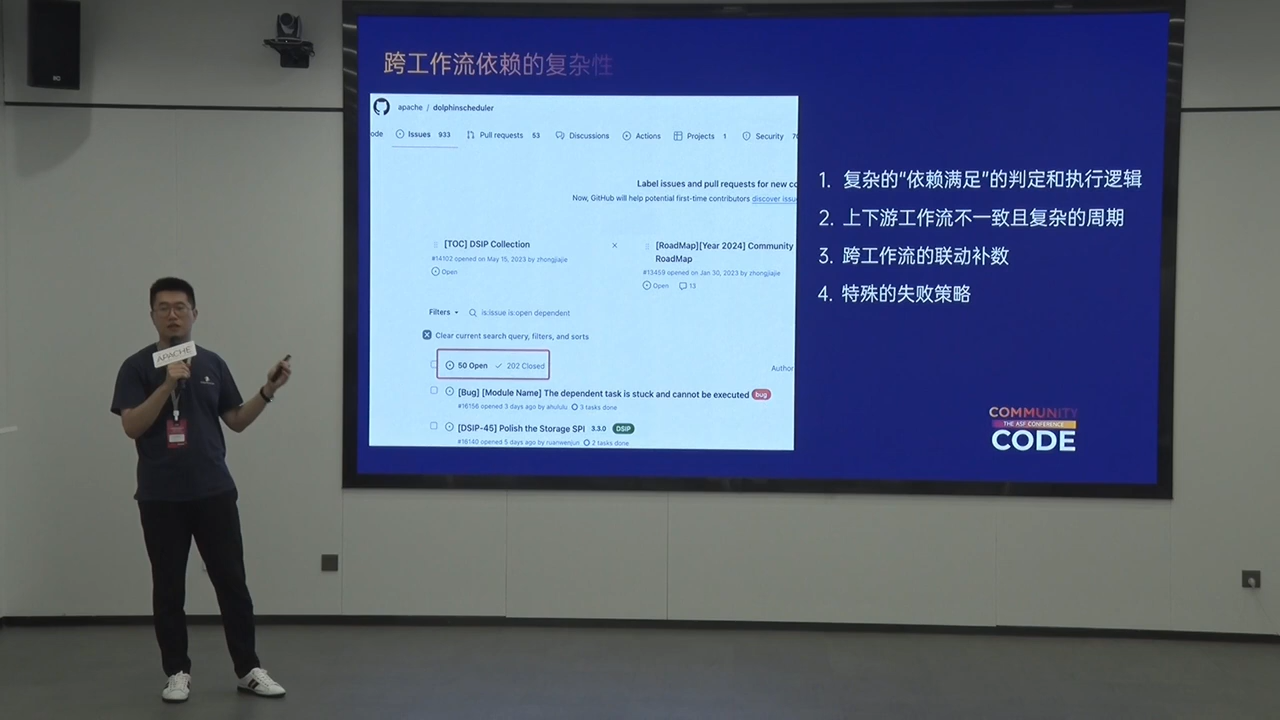 跨工作流依赖的复杂性
apache / dolphinscheduler
ode Issues 933 Pull requests 53 Discussions Actions Projects 1 Security 7
Label issues and pull requests for new co
Now, GitHub will help potential first-time contributors discover issu
[TOC] DSIP Collection
#14102 opened on May 15, 2023 by zhongjiajie
Open
[RoadMap][Year 2024] Community
RoadMap
#13459 opened on Jan 30, 2023 by zhongjiajie
Open 13
Filters is:issue is:open dependent
Clear current search query, filters, and sorts
50 Open 202 Closed
Author
[Bug] [Module Name] The dependent task is stuck and cannot be executed bug
#16156 opened 3 days ago by ahululu 3 tasks done
[DSIP-45] Polish the Storage SPI 3.3.0 DSIP
#16140 opened 5 days ago by ruanwenjun 2 tasks done
1. 复杂的“依赖满足”的判定和执行逻辑
2. 上下游工作流不一致且复杂的周期
3. 跨工作流的联动补数
4. 特殊的失败策略
COMMUNITY
THE ASF CONFERENCE
CODE
APACHE